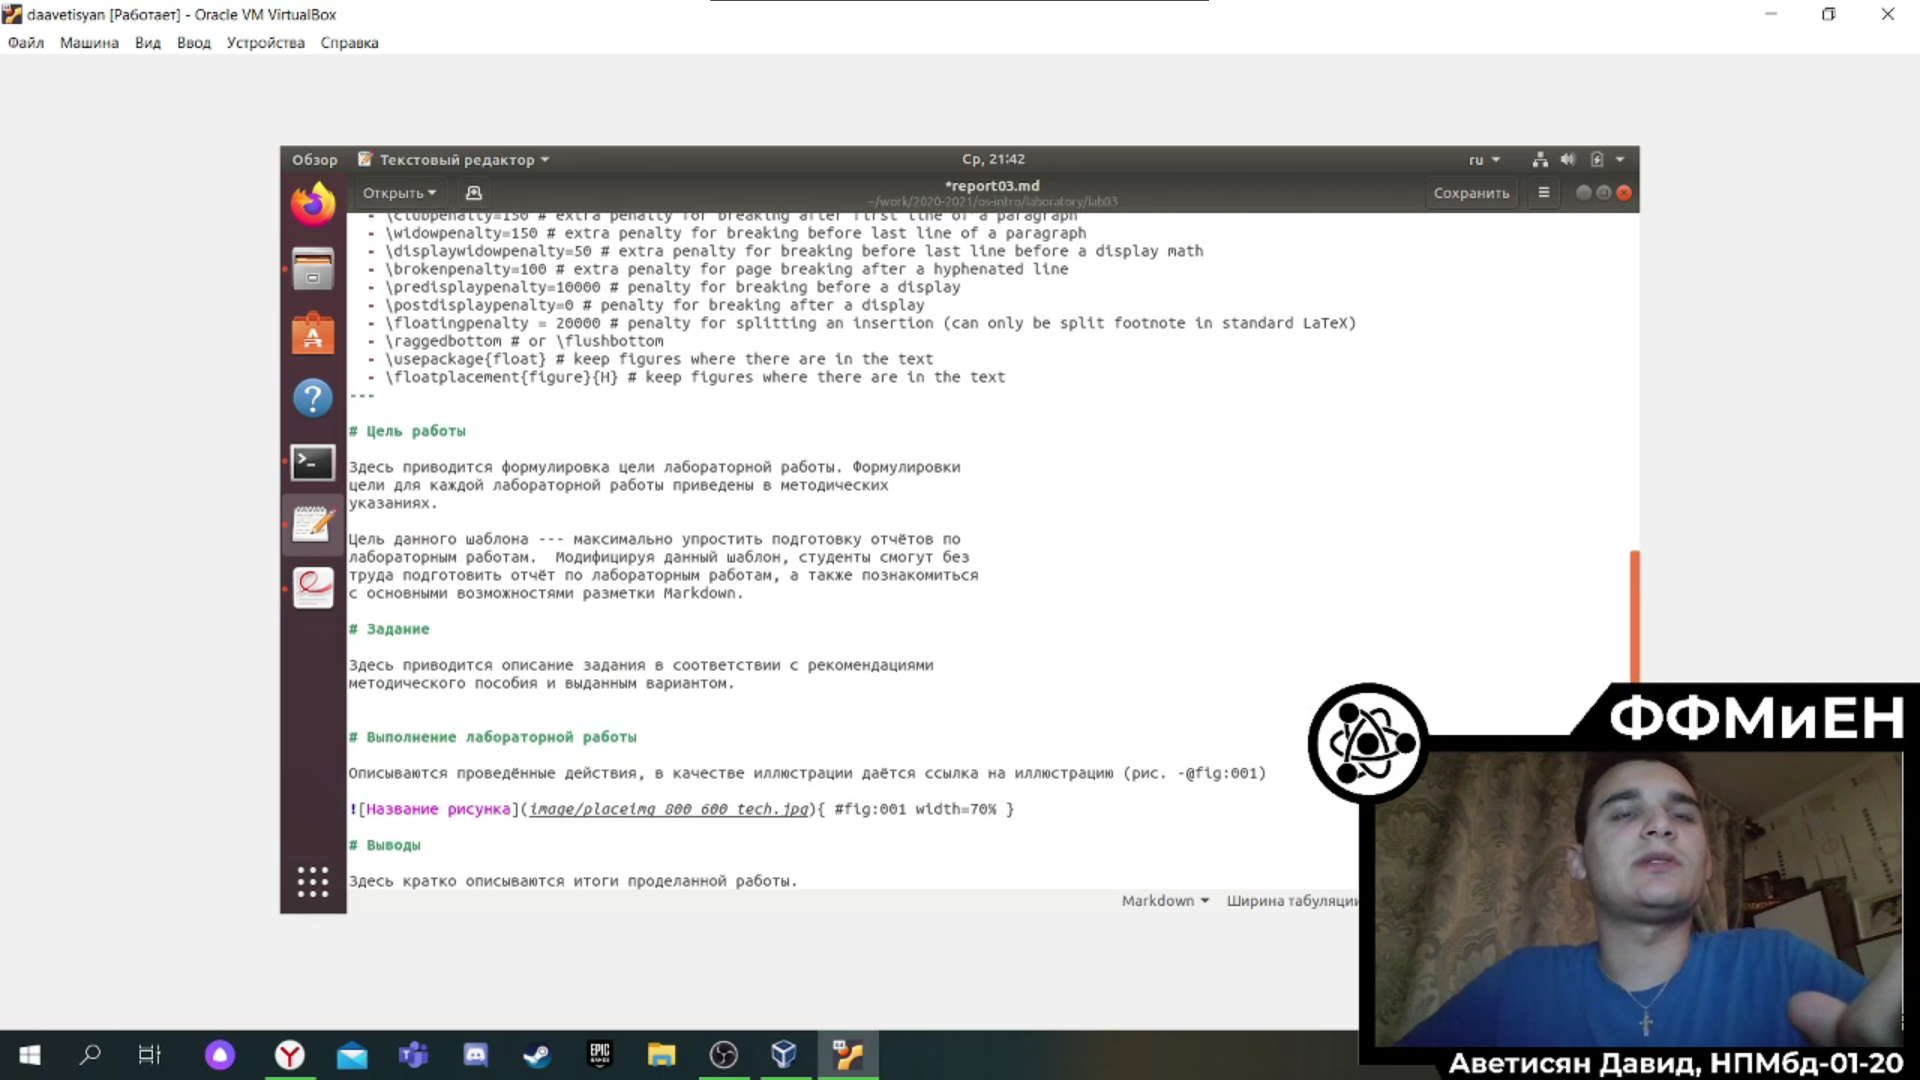 daavetisyan [Работает] - Oracle VM VirtualBox
Файл Машина Вид Ввод Устройства Справка
Обзор Текстовый редактор Ср, 21:42 ru
Открыть *report03.md Сохранить
~/work/2020-2021/os-intro/laboratory/lab03
- \clubpenalty=150 # extra penalty for breaking after first line of a paragraph
- \widowpenalty=150 # extra penalty for breaking before last line of a paragraph
- \displaywidowpenalty=50 # extra penalty for breaking before last line before a display math
- \brokenpenalty=100 # extra penalty for page breaking after a hyphenated line
- \predisplaypenalty=10000 # penalty for breaking before a display
- \postdisplaypenalty=0 # penalty for breaking after a display
- \floatingpenalty = 20000 # penalty for splitting an insertion (can only be split footnote in standard LaTeX)
- \raggedbottom # or \flushbottom
- \usepackage{float} # keep figures where there are in the text
- \floatplacement{figure}{H} # keep figures where there are in the text
---
# Цель работы
Здесь приводится формулировка цели лабораторной работы. Формулировки
цели для каждой лабораторной работы приведены в методических
указаниях.
Цель данного шаблона --- максимально упростить подготовку отчётов по
лабораторным работам.  Модифицируя данный шаблон, студенты смогут без
труда подготовить отчёт по лабораторным работам, а также познакомиться
с основными возможностями разметки Markdown.
# Задание
Здесь приводится описание задания в соответствии с рекомендациями
методического пособия и выданным вариантом.
# Выполнение лабораторной работы
Описываются проведённые действия, в качестве иллюстрации даётся ссылка на иллюстрацию (рис. -@fig:001)
![Название рисунка](image/placeimg_800_600_tech.jpg){ #fig:001 width=70% }
# Выводы
Здесь кратко описываются итоги проделанной работы.
Markdown Ширина табуляции
ФФМиЕН
EPIC GAMES
Аветисян Давид, НПМбд-01-20